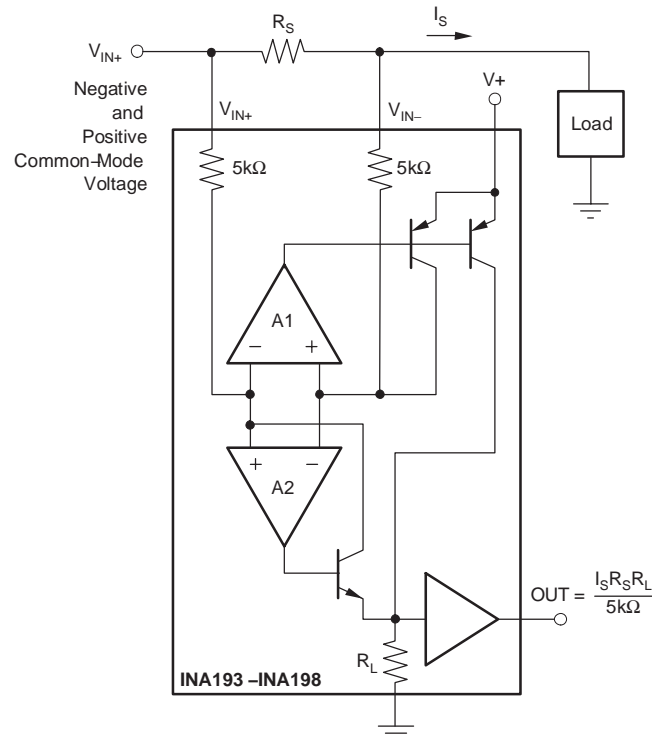 R_S
I_S
V_IN+
Negative
and
Positive
Common–Mode
Voltage
V_IN+
V_IN–
V+
Load
5kΩ
5kΩ
A1
– +
+ –
A2
OUT = I_S R_S R_L / 5kΩ
R_L
INA193 –INA198